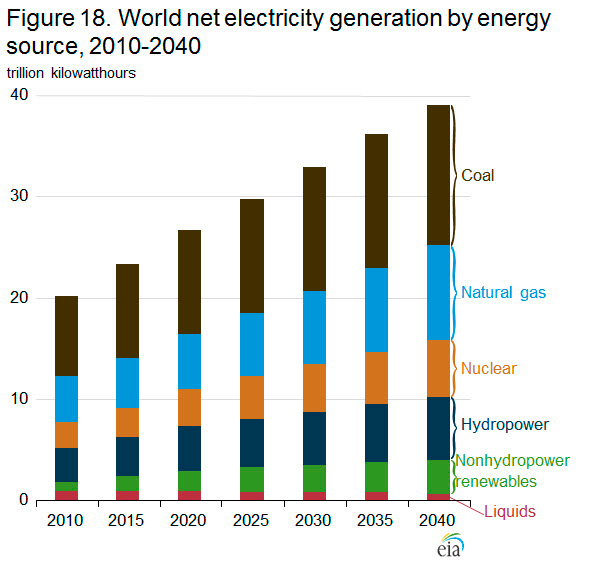 Figure 18. World net electricity generation by energy
source, 2010-2040
trillion kilowatthours
40
30
20
10
0
Coal
Natural gas
Nuclear
Hydropower
Nonhydropower
renewables
Liquids
2010 2015 2020 2025 2030 2035 2040
eia